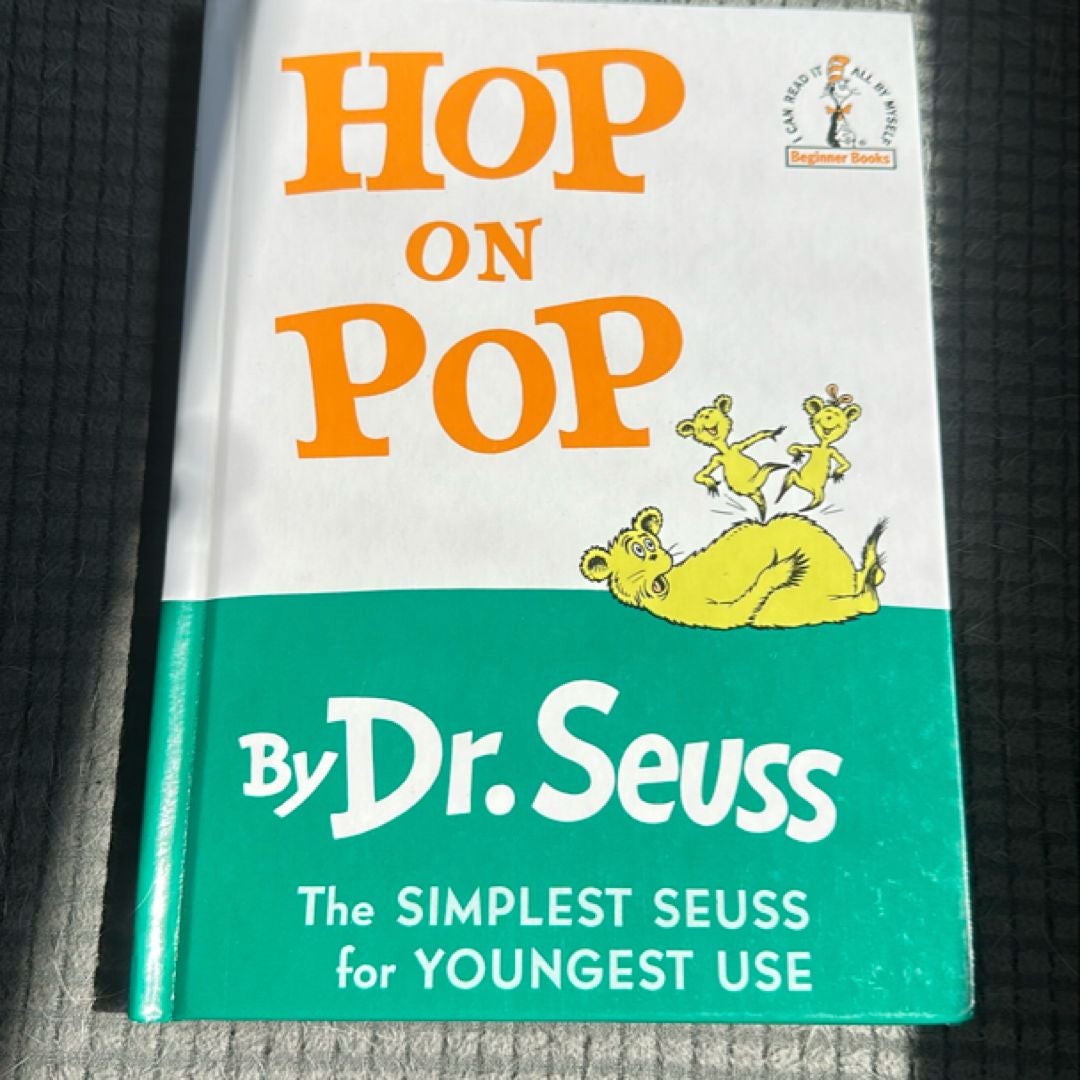 HOP
ON
POP
I CAN READ IT ALL BY MYSELF
Beginner Books
By Dr. Seuss
The SIMPLEST SEUSS
for YOUNGEST USE